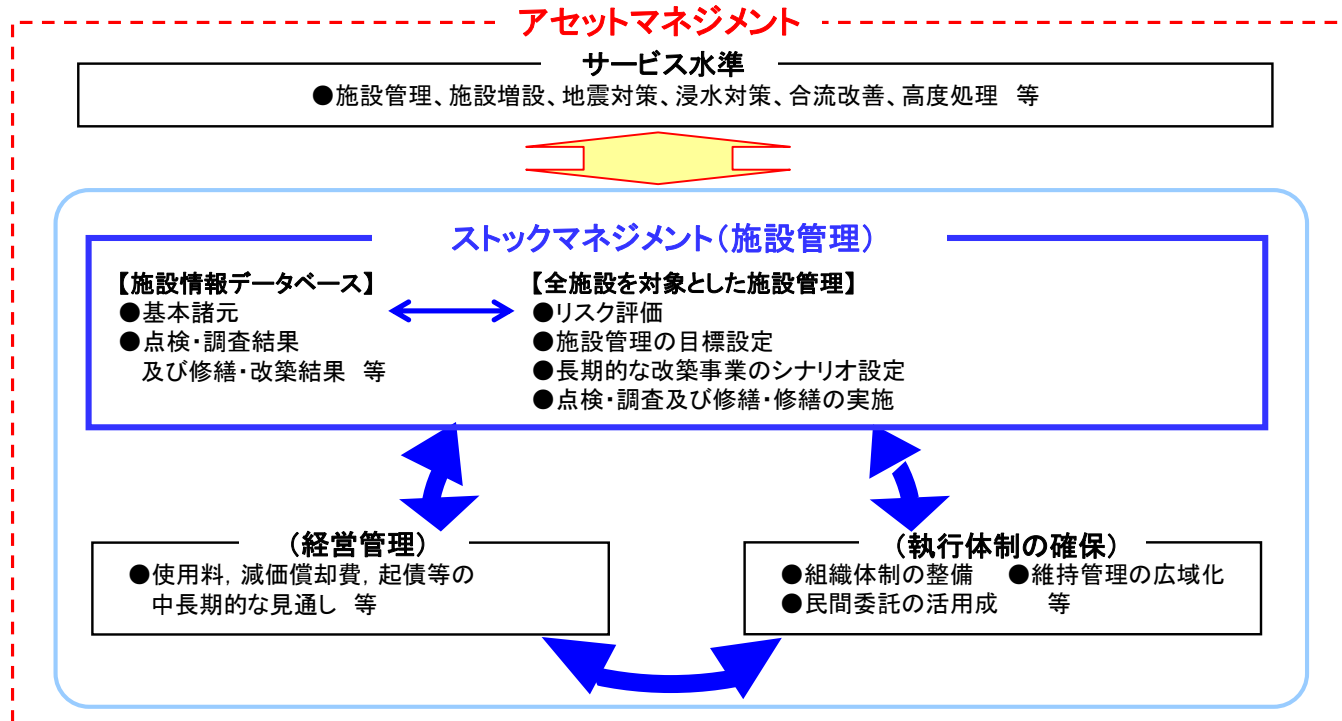 アセットマネジメント
サービス水準
●施設管理、施設増設、地震対策、浸水対策、合流改善、高度処理　等
ストックマネジメント(施設管理)
【施設情報データベース】
●基本諸元
●点検・調査結果
及び修繕・改築結果　等
【全施設を対象とした施設管理】
●リスク評価
●施設管理の目標設定
●長期的な改築事業のシナリオ設定
●点検・調査及び修繕・修繕の実施
(経営管理)
●使用料,減価償却費,起債等の
中長期的な見通し　等
(執行体制の確保)
●組織体制の整備　●維持管理の広域化
●民間委託の活用成　　等